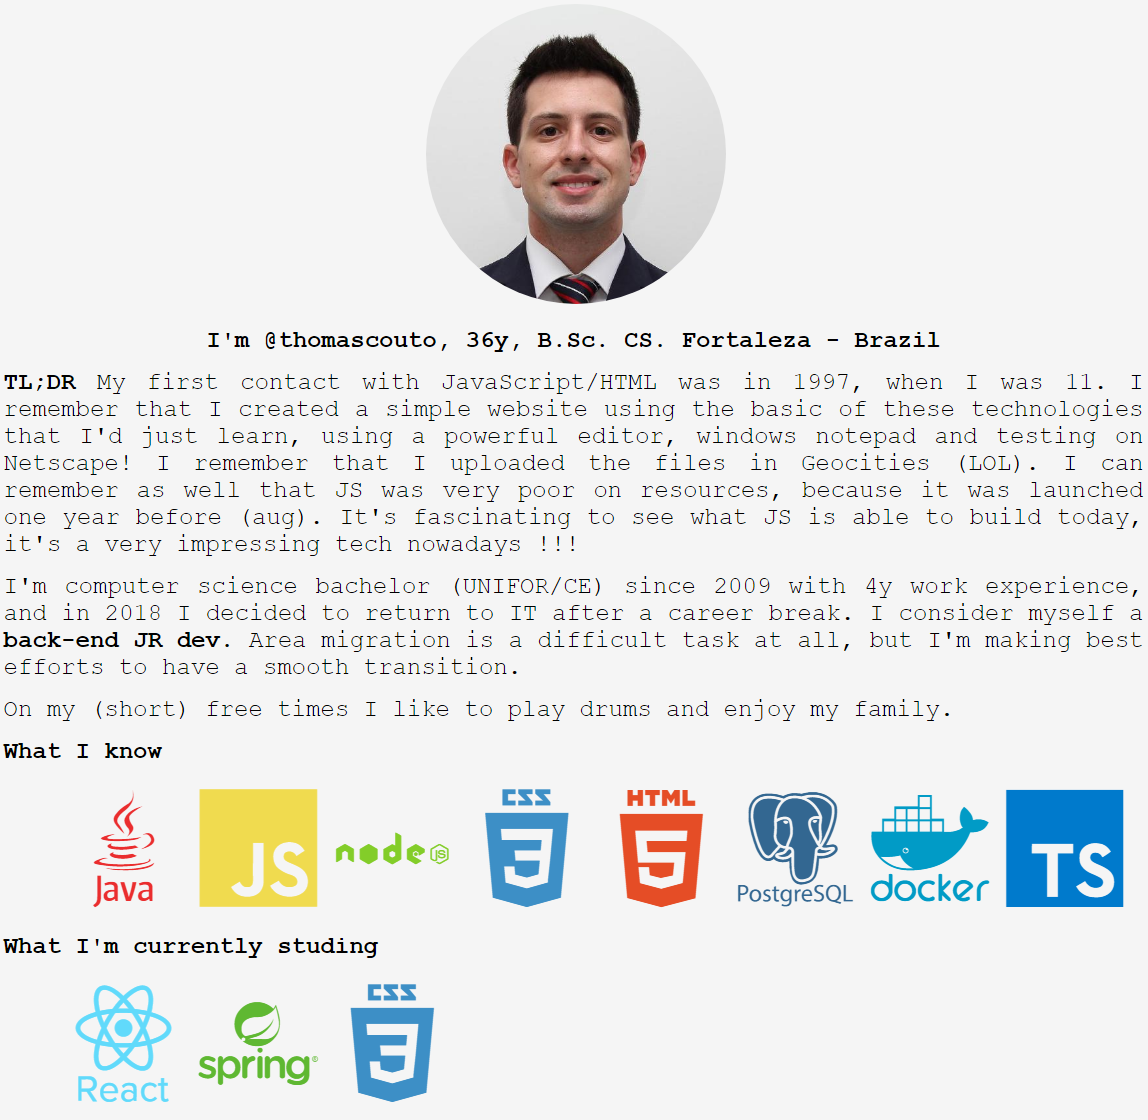 I'm @thomascouto, 36y, B.Sc. CS. Fortaleza - Brazil
TL;DR My first contact with JavaScript/HTML was in 1997, when I was 11. I
remember that I created a simple website using the basic of these technologies
that I'd just learn, using a powerful editor, windows notepad and testing on
Netscape! I remember that I uploaded the files in Geocities (LOL). I can
remember as well that JS was very poor on resources, because it was launched
one year before (aug). It's fascinating to see what JS is able to build today,
it's a very impressing tech nowadays !!!
I'm computer science bachelor (UNIFOR/CE) since 2009 with 4y work experience,
and in 2018 I decided to return to IT after a career break. I consider myself a
back-end JR dev. Area migration is a difficult task at all, but I'm making best
efforts to have a smooth transition.
On my (short) free times I like to play drums and enjoy my family.
What I know
Java JS node JS CSS 3 HTML 5 PostgreSQL docker TS
What I'm currently studing
React spring® CSS 3